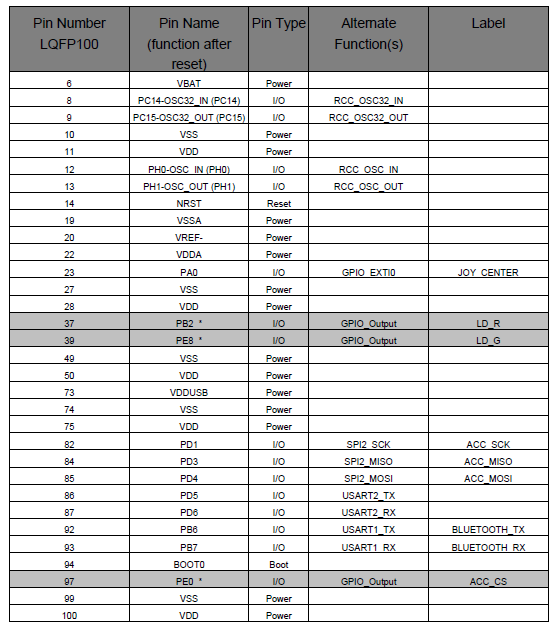 Pin Number LQFP100 | Pin Name (function after reset) | Pin Type | Alternate Function(s) | Label
6 | VBAT | Power
8 | PC14-OSC32_IN (PC14) | I/O | RCC_OSC32_IN
9 | PC15-OSC32_OUT (PC15) | I/O | RCC_OSC32_OUT
10 | VSS | Power
11 | VDD | Power
12 | PH0-OSC_IN (PH0) | I/O | RCC_OSC_IN
13 | PH1-OSC_OUT (PH1) | I/O | RCC_OSC_OUT
14 | NRST | Reset
19 | VSSA | Power
20 | VREF- | Power
22 | VDDA | Power
23 | PA0 | I/O | GPIO_EXTI0 | JOY_CENTER
27 | VSS | Power
28 | VDD | Power
37 | PB2 * | I/O | GPIO_Output | LD_R
39 | PE8 * | I/O | GPIO_Output | LD_G
49 | VSS | Power
50 | VDD | Power
73 | VDDUSB | Power
74 | VSS | Power
75 | VDD | Power
82 | PD1 | I/O | SPI2_SCK | ACC_SCK
84 | PD3 | I/O | SPI2_MISO | ACC_MISO
85 | PD4 | I/O | SPI2_MOSI | ACC_MOSI
86 | PD5 | I/O | USART2_TX
87 | PD6 | I/O | USART2_RX
92 | PB6 | I/O | USART1_TX | BLUETOOTH_TX
93 | PB7 | I/O | USART1_RX | BLUETOOTH_RX
94 | BOOT0 | Boot
97 | PE0 * | I/O | GPIO_Output | ACC_CS
99 | VSS | Power
100 | VDD | Power